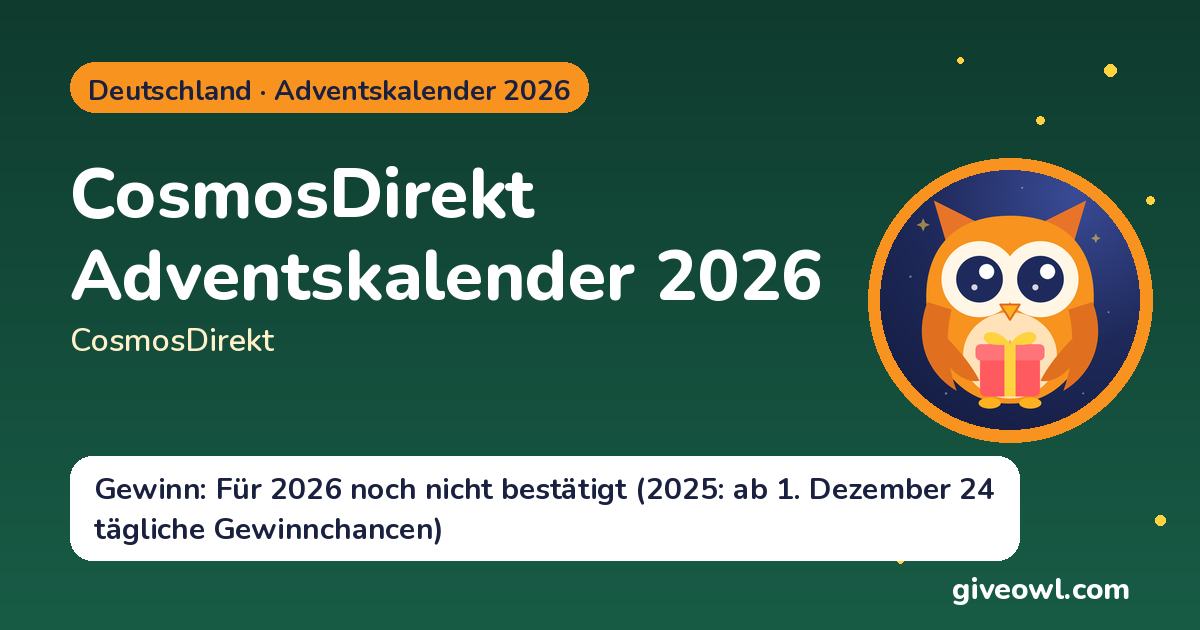 Deutschland · Adventskalender 2026
CosmosDirekt
Adventskalender 2026
CosmosDirekt
Gewinn: Für 2026 noch nicht bestätigt (2025: ab 1. Dezember 24
tägliche Gewinnchancen)
giveowl.com